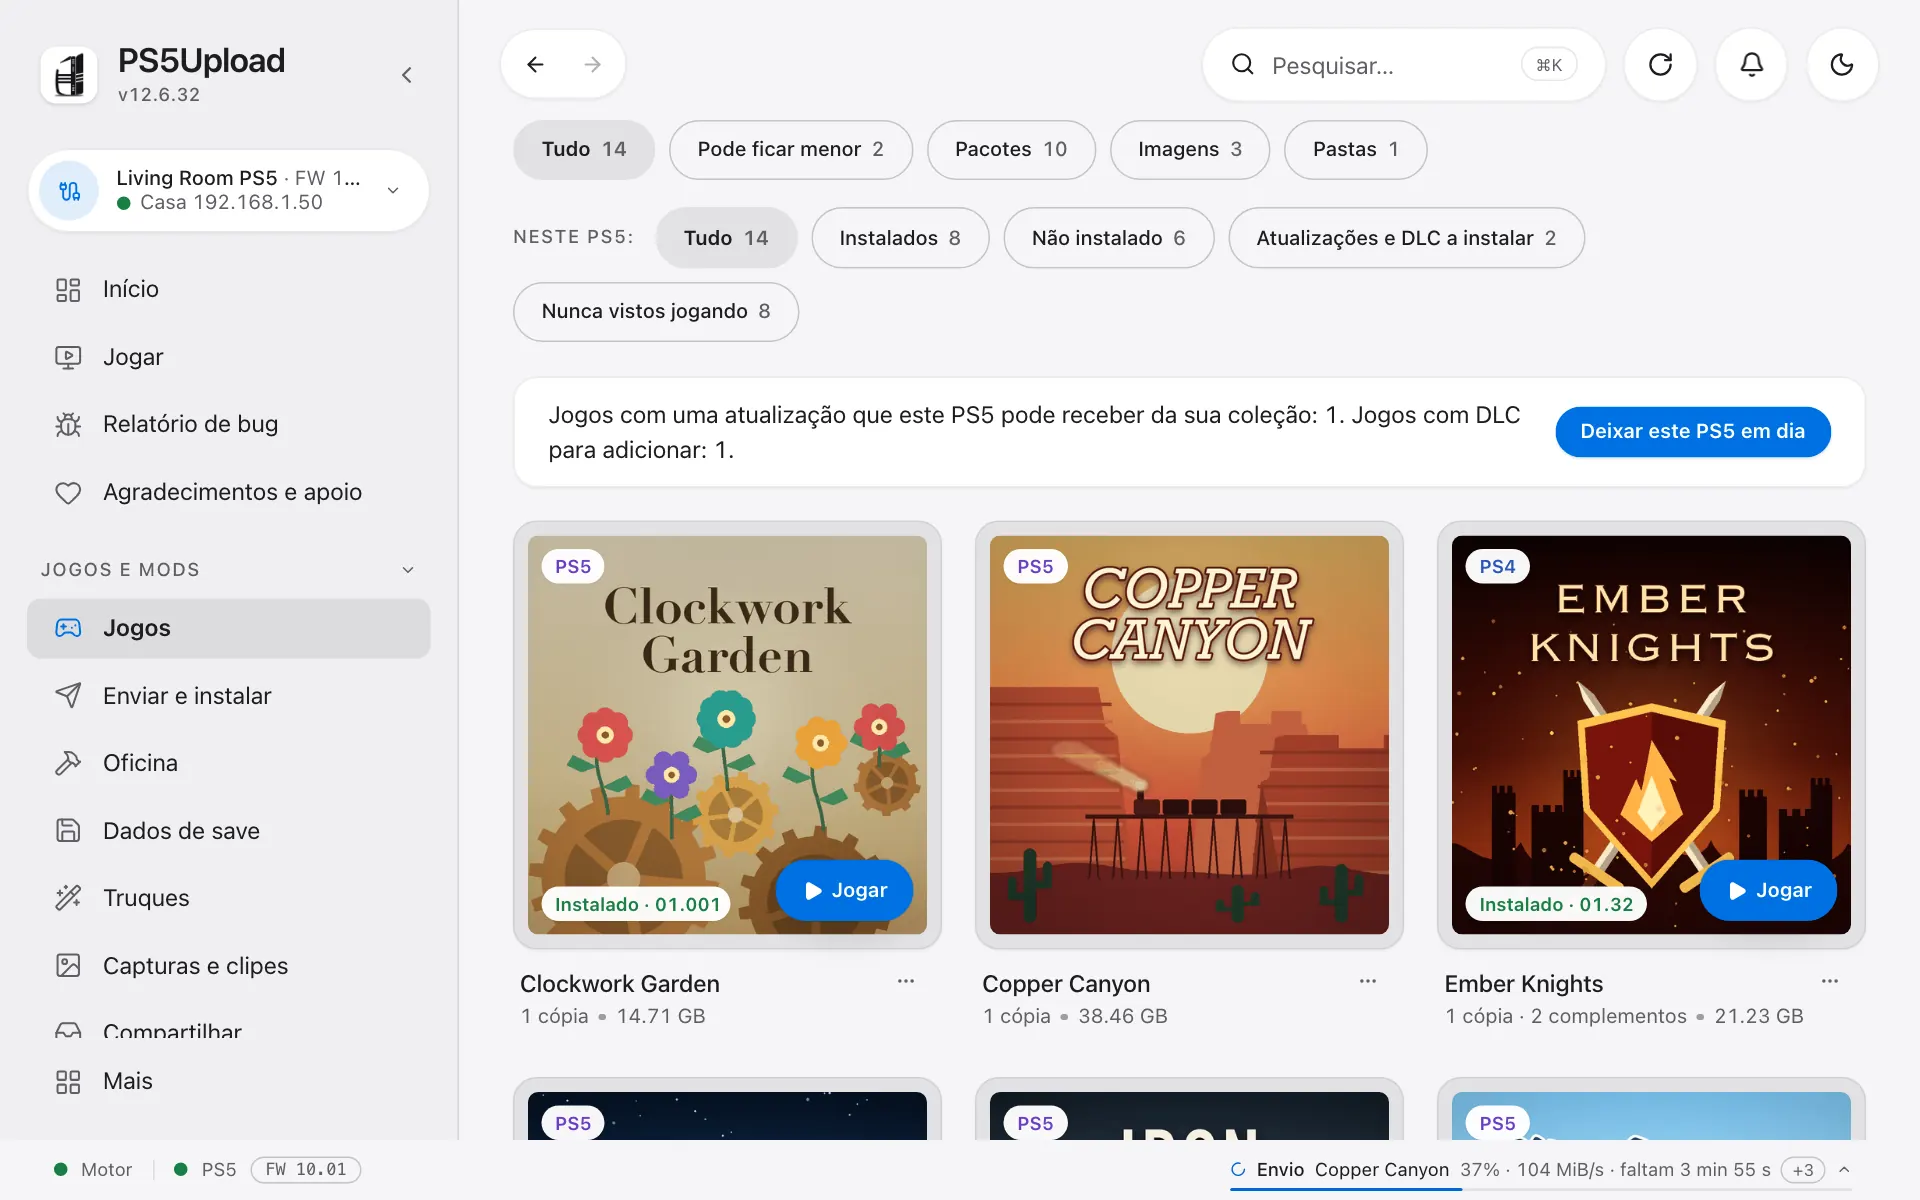 PS5Upload
v12.6.32
Living Room PS5 · FW 1...
Casa 192.168.1.50
Início
Jogar
Relatório de bug
Agradecimentos e apoio
JOGOS E MODS
Jogos
Enviar e instalar
Oficina
Dados de save
Truques
Capturas e clipes
Compartilhar
Mais
Pesquisar...
⌘K
Tudo 14
Pode ficar menor 2
Pacotes 10
Imagens 3
Pastas 1
NESTE PS5:
Tudo 14
Instalados 8
Não instalado 6
Atualizações e DLC a instalar 2
Nunca vistos jogando 8
Jogos com uma atualização que este PS5 pode receber da sua coleção: 1. Jogos com DLC
para adicionar: 1.
Deixar este PS5 em dia
PS5
Clockwork
Garden
Instalado · 01.001
Jogar
Clockwork Garden
...
1 cópia • 14.71 GB
PS5
COPPER
CANYON
Copper Canyon
...
1 cópia • 38.46 GB
PS4
EMBER
KNIGHTS
Instalado · 01.32
Jogar
Ember Knights
...
1 cópia · 2 complementos • 21.23 GB
PS5
PS5
IRON
PS5
Motor
PS5
FW 10.01
Envio Copper Canyon 37% · 104 MiB/s · faltam 3 min 55 s
+3